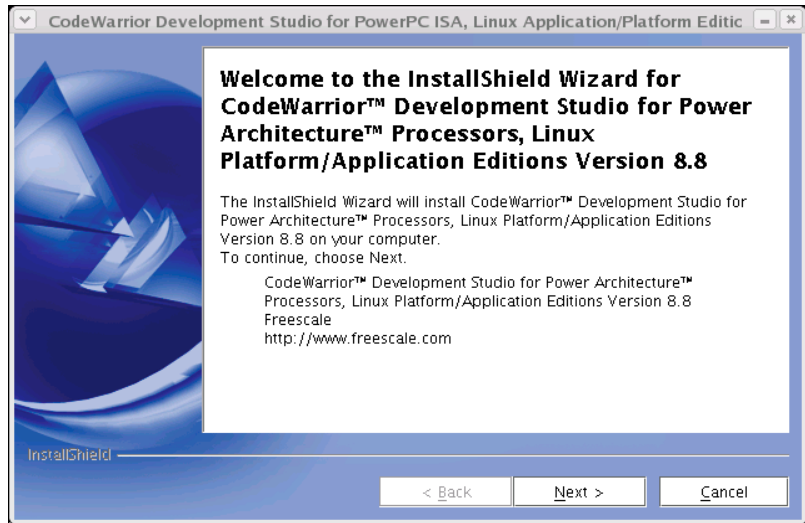 CodeWarrior Development Studio for PowerPC ISA, Linux Application/Platform Editic
Welcome to the InstallShield Wizard for
CodeWarrior™ Development Studio for Power
Architecture™ Processors, Linux
Platform/Application Editions Version 8.8
The InstallShield Wizard will install CodeWarrior™ Development Studio for
Power Architecture™ Processors, Linux Platform/Application Editions
Version 8.8 on your computer.
To continue, choose Next.
CodeWarrior™ Development Studio for Power Architecture™
Processors, Linux Platform/Application Editions Version 8.8
Freescale
http://www.freescale.com
InstallShield
< Back
Next >
Cancel